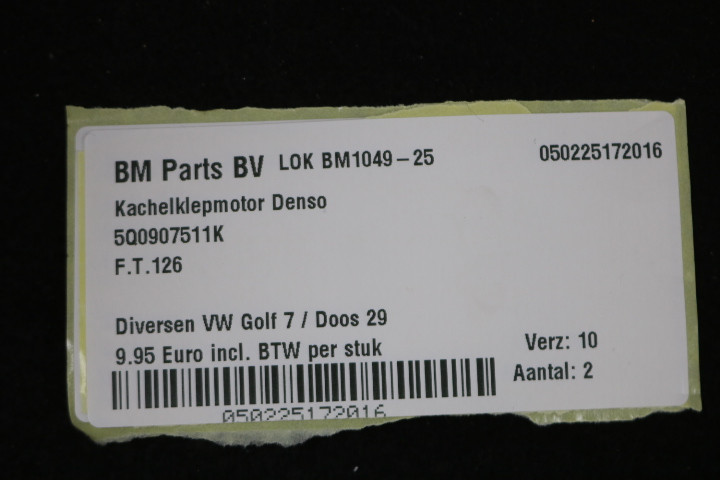 BM Parts BV LOK BM1049-25 050225172016
Kachelklepmotor Denso
5Q0907511K
F.T.126
Diversen VW Golf 7 / Doos 29
9.95 Euro incl. BTW per stuk
Verz: 10
Aantal: 2
050225172016